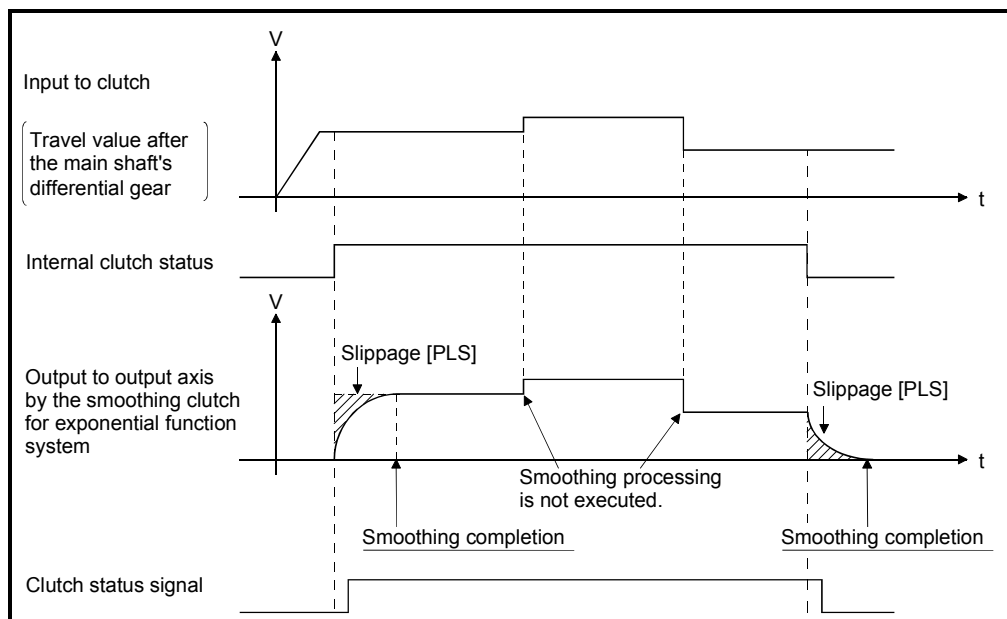 V
Input to clutch
Travel value after
the main shaft's
differential gear
t
Internal clutch status
V
Slippage [PLS]
Output to output axis
by the smoothing clutch
for exponential function
system
Slippage [PLS]
t
Smoothing processing
is not executed.
Smoothing completion
Smoothing completion
Clutch status signal